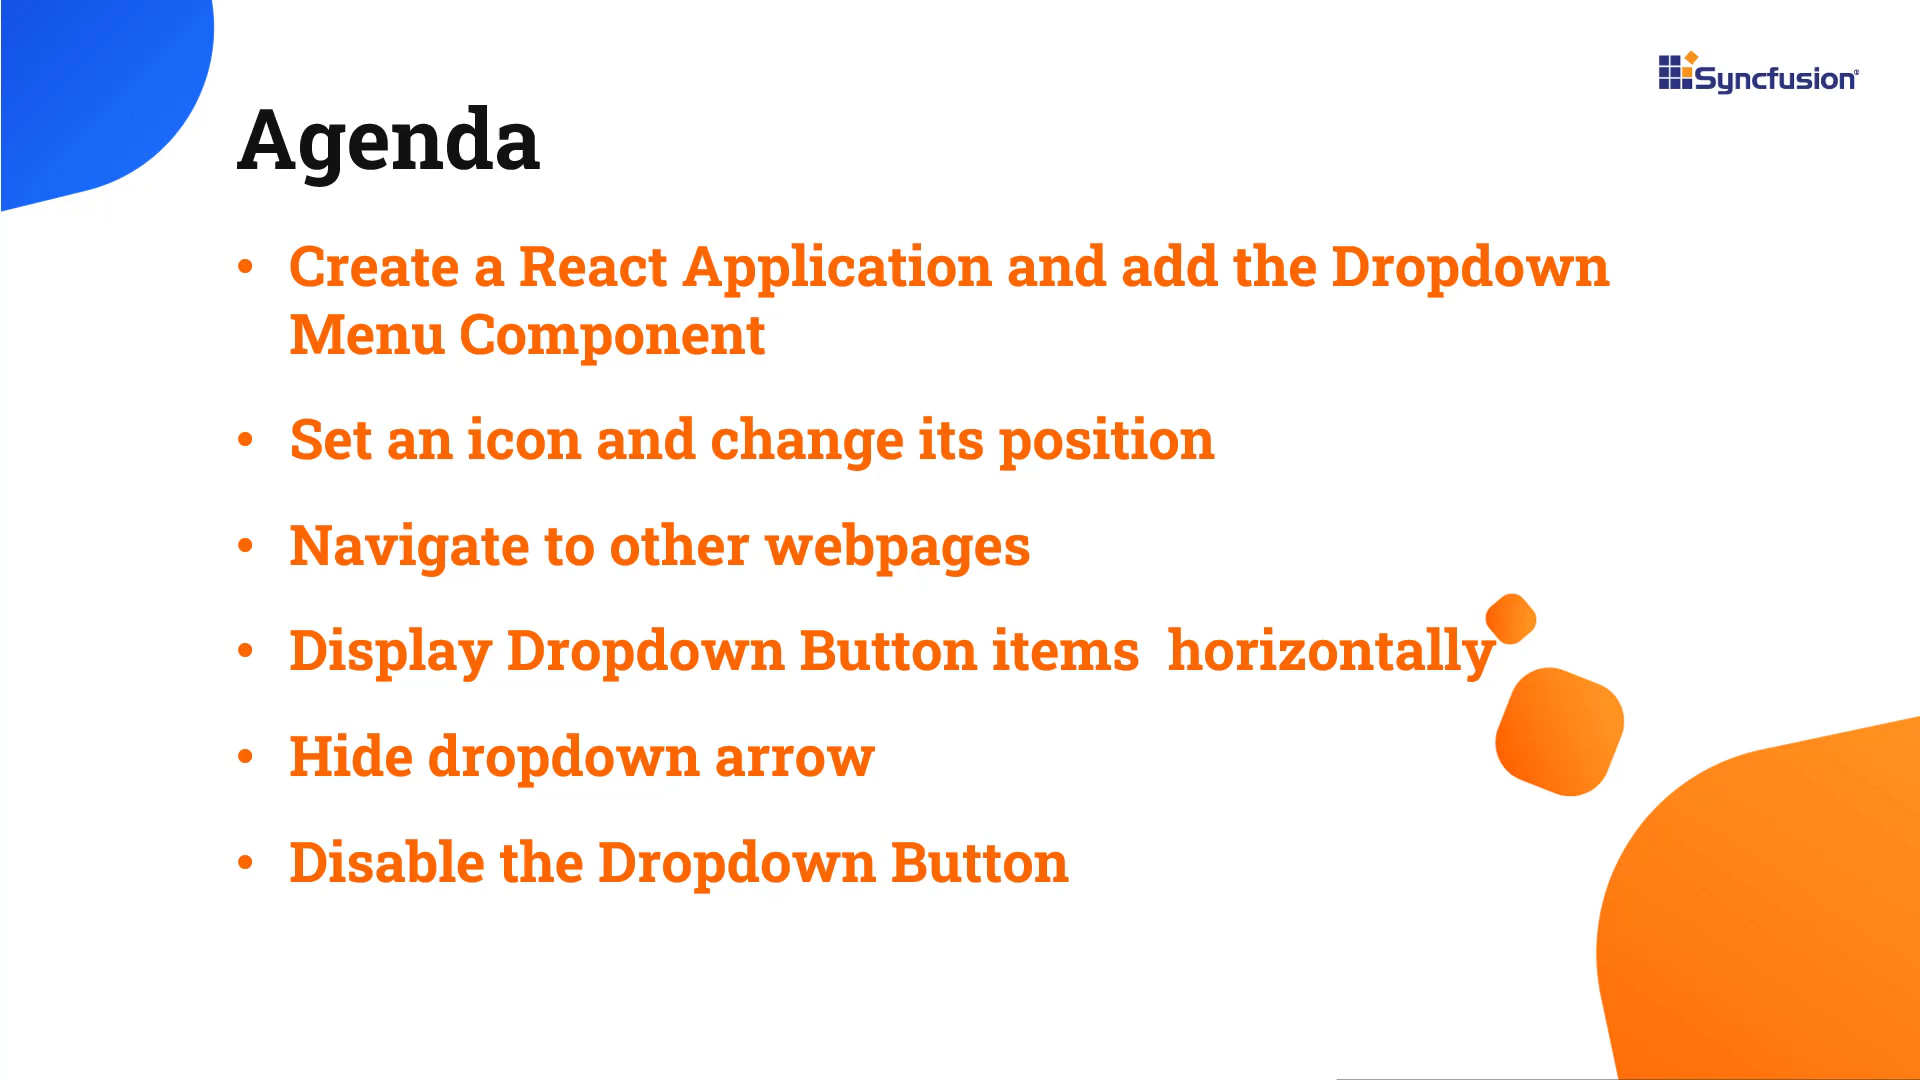 Syncfusion
Agenda
• Create a React Application and add the Dropdown
Menu Component
• Set an icon and change its position
• Navigate to other webpages
• Display Dropdown Button items  horizontally
• Hide dropdown arrow
• Disable the Dropdown Button